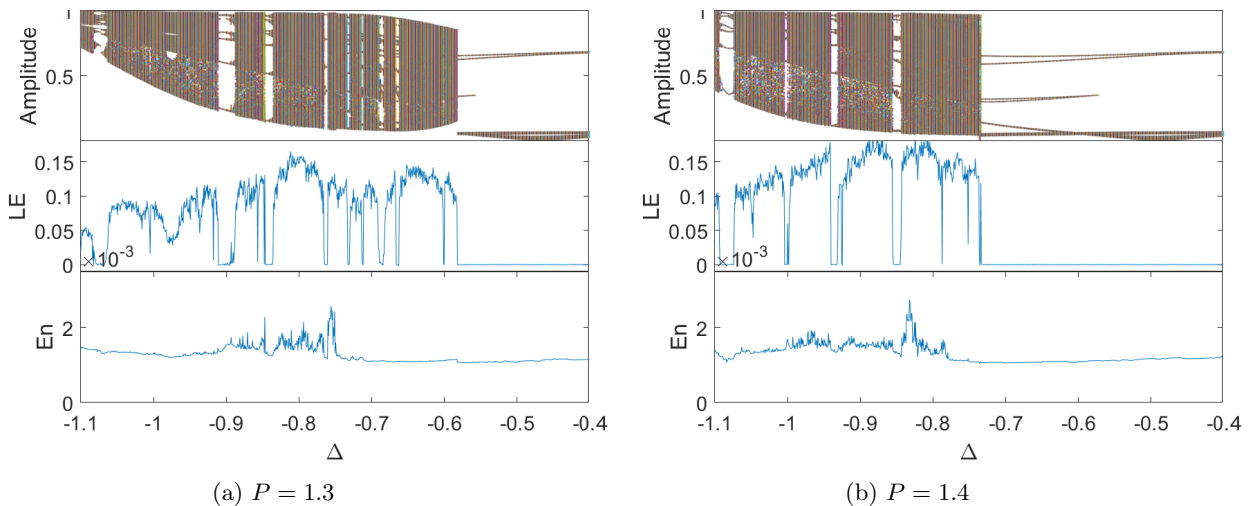 1
0.5
Amplitude
0.15
0.1
0.05
0
LE
× 10^-3
2
0
En
-1.1 -1 -0.9 -0.8 -0.7 -0.6 -0.5 -0.4
Δ
(a) P = 1.3
1
0.5
Amplitude
0.15
0.1
0.05
0
LE
× 10^-3
2
0
En
-1.1 -1 -0.9 -0.8 -0.7 -0.6 -0.5 -0.4
Δ
(b) P = 1.4